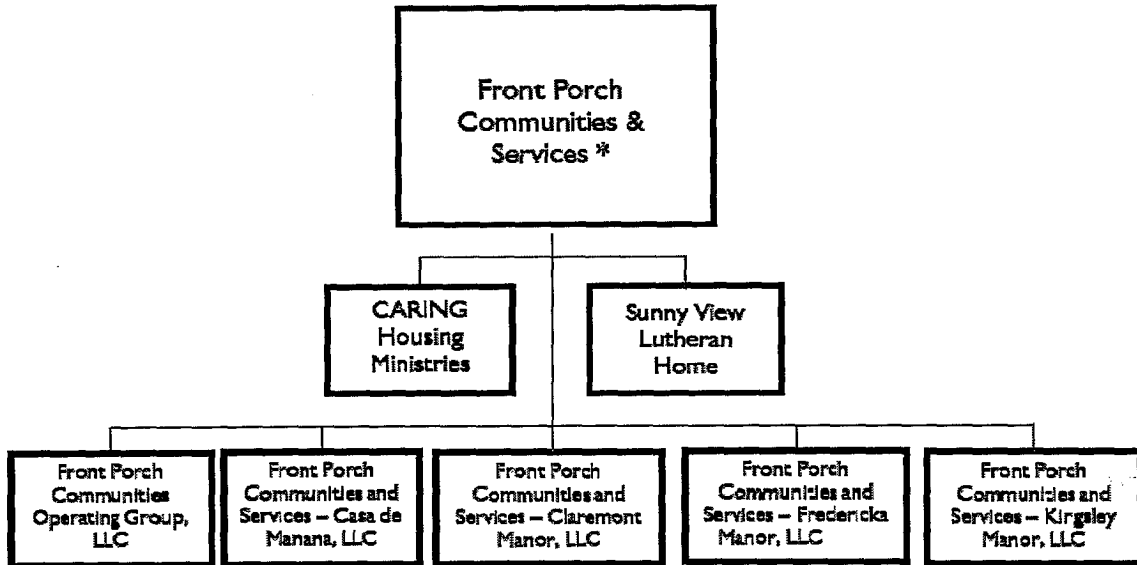 Front Porch
Communities &
Services *
CARING
Housing
Ministries
Sunny View
Lutheran
Home
Front Porch
Communities
Operating Group,
LLC
Front Porch
Communities and
Services – Casa de
Manana, LLC
Front Porch
Communities and
Services – Claremont
Manor, LLC
Front Porch
Communities and
Services – Fredericka
Manor, LLC
Front Porch
Communities and
Services – Kingsley
Manor, LLC